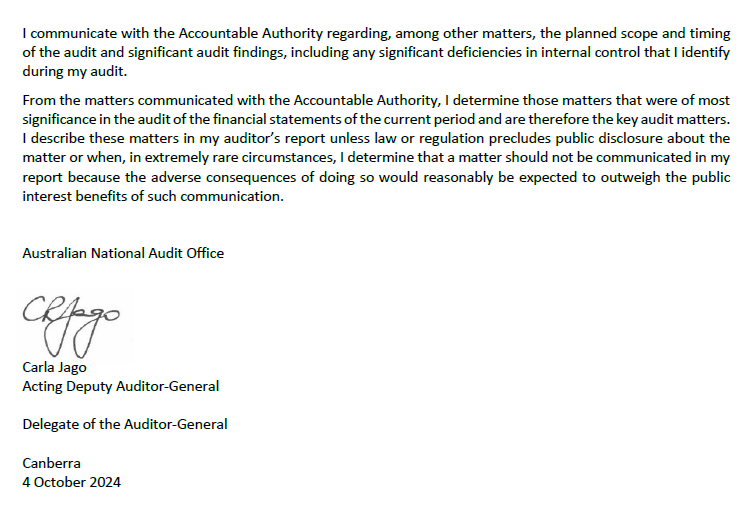 I communicate with the Accountable Authority regarding, among other matters, the planned scope and timing
of the audit and significant audit findings, including any significant deficiencies in internal control that I identify
during my audit.
From the matters communicated with the Accountable Authority, I determine those matters that were of most
significance in the audit of the financial statements of the current period and are therefore the key audit matters.
I describe these matters in my auditor's report unless law or regulation precludes public disclosure about the
matter or when, in extremely rare circumstances, I determine that a matter should not be communicated in my
report because the adverse consequences of doing so would reasonably be expected to outweigh the public
interest benefits of such communication.
Australian National Audit Office
CRJago
Carla Jago
Acting Deputy Auditor-General
Delegate of the Auditor-General
Canberra
4 October 2024